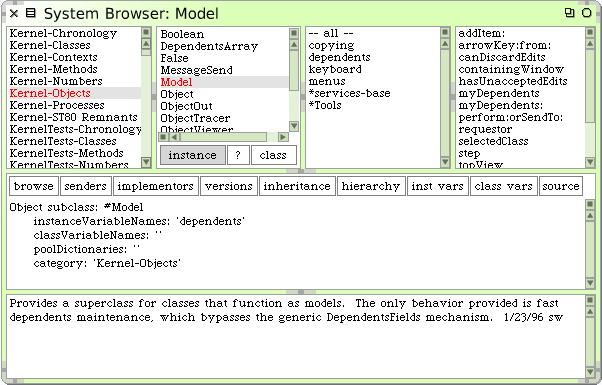 System Browser: Model
Kernel-Chronology
Kernel-Classes
Kernel-Contexts
Kernel-Methods
Kernel-Numbers
Kernel-Objects
Kernel-Processes
Kernel-ST80 Remnants
KernelTests-Chronology
KernelTests-Classes
KernelTests-Methods
KernelTests-Numbers
Boolean
DependentsArray
False
MessageSend
Model
Object
ObjectOut
ObjectTracer
ObjectViewer
instance ? class
-- all --
copying
dependents
keyboard
menus
*services-base
*Tools
addItem:
arrowKey:from:
canDiscardEdits
containingWindow
hasUnacceptedEdits
myDependents
myDependents:
perform:orSendTo:
requestor
selectedClass
step
topView
browse senders implementors versions inheritance hierarchy inst vars class vars source
Object subclass: #Model
instanceVariableNames: 'dependents'
classVariableNames: ''
poolDictionaries: ''
category: 'Kernel-Objects'
Provides a superclass for classes that function as models.  The only behavior provided is fast
dependents maintenance, which bypasses the generic DependentsFields mechanism.  1/23/96 sw